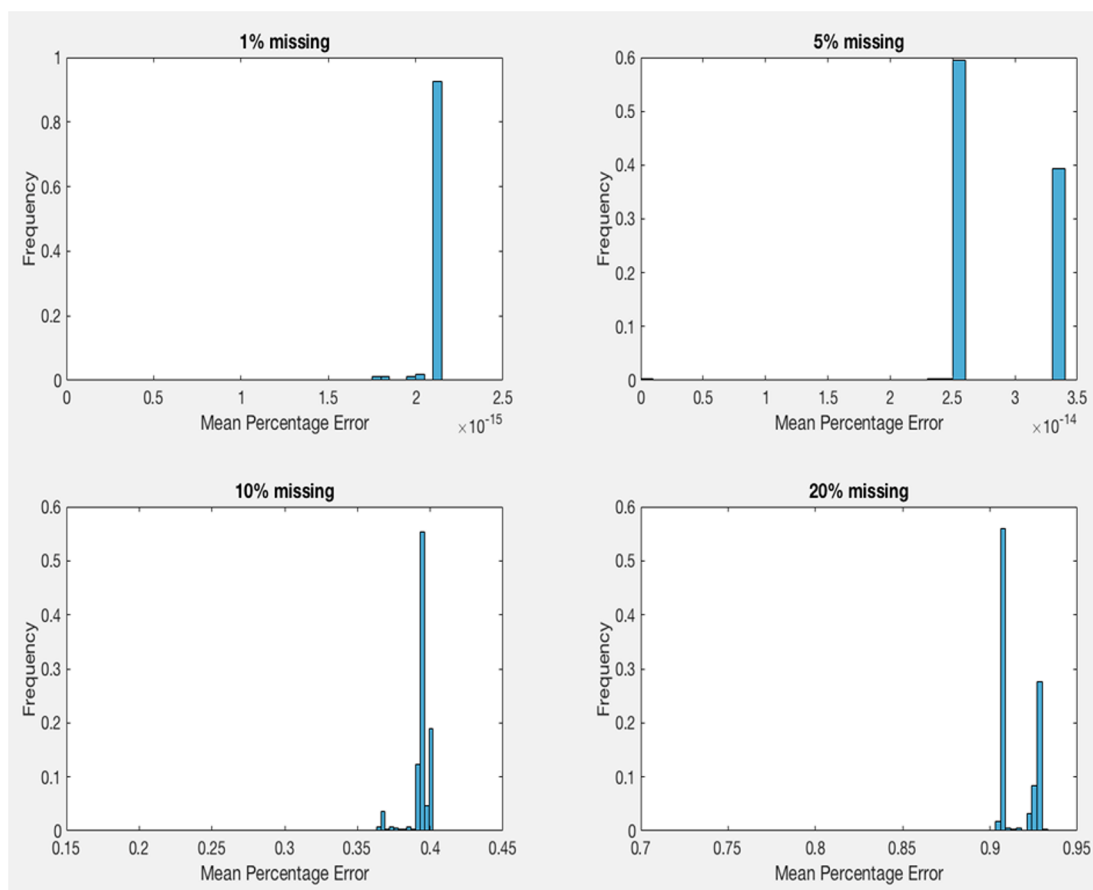 1% missing
1
0.8
0.6
0.4
0.2
0
Frequency
0 0.5 1 1.5 2 2.5
Mean Percentage Error
×10-15
5% missing
0.6
0.5
0.4
0.3
0.2
0.1
0
Frequency
0 0.5 1 1.5 2 2.5 3 3.5
Mean Percentage Error
×10-14
10% missing
0.6
0.5
0.4
0.3
0.2
0.1
0
Frequency
0.15 0.2 0.25 0.3 0.35 0.4 0.45
Mean Percentage Error
20% missing
0.6
0.5
0.4
0.3
0.2
0.1
0
Frequency
0.7 0.75 0.8 0.85 0.9 0.95
Mean Percentage Error